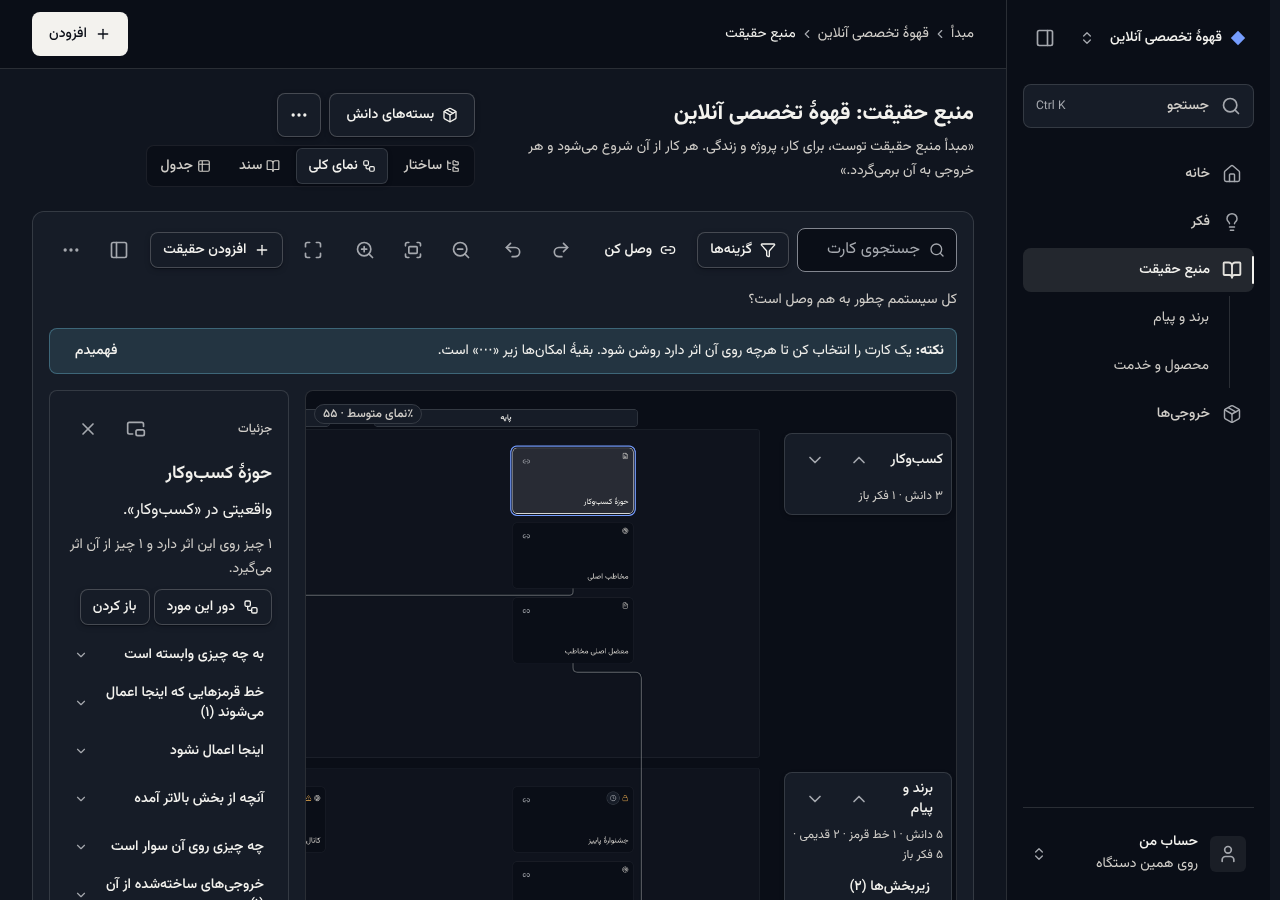 قهوهٔ تخصصی آنلاین
جستجو
Ctrl K
خانه
فکر
منبع حقیقت
برند و پیام
محصول و خدمت
خروجی‌ها
حساب من
روی همین دستگاه
مبدأ › قهوهٔ تخصصی آنلاین › منبع حقیقت
افزودن
منبع حقیقت: قهوهٔ تخصصی آنلاین
«مبدأ منبع حقیقت توست، برای کار، پروژه و زندگی. هر کار از آن شروع می‌شود و هر
خروجی به آن برمی‌گردد.»
بسته‌های دانش
ساختار
نمای کلی
سند
جدول
جستجوی کارت
گزینه‌ها
وصل کن
افزودن حقیقت
کل سیستمم چطور به هم وصل است؟
نکته: یک کارت را انتخاب کن تا هرچه روی آن اثر دارد روشن شود. بقیهٔ امکان‌ها زیر «⋯» است.
فهمیدم
کسب‌وکار
۳ دانش · ۱ فکر باز
برند و
پیام
۵ دانش · ۱ خط قرمز · ۲ قدیمی ·
۵ فکر باز
زیربخش‌ها (۲)
پایه
٪نمای متوسط · ۵۵
حوزهٔ کسب‌وکار
مخاطب اصلی
معضل اصلی مخاطب
جشنوارهٔ پاییز
کانال
جزئیات
حوزهٔ کسب‌وکار
واقعیتی در «کسب‌وکار».
۱ چیز روی این اثر دارد و ۱ چیز از آن اثر
می‌گیرد.
دور این مورد
باز کردن
به چه چیزی وابسته است
خط قرمزهایی که اینجا اعمال
می‌شوند (۱)
اینجا اعمال نشود
آنچه از بخش بالاتر آمده
چه چیزی روی آن سوار است
خروجی‌های ساخته‌شده از آن